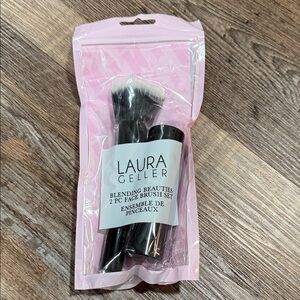 LAURA
GELLER
BLENDING BEAUTIES
2 PC FACE BRUSH SET
ENSEMBLE DE
PINCEAUX